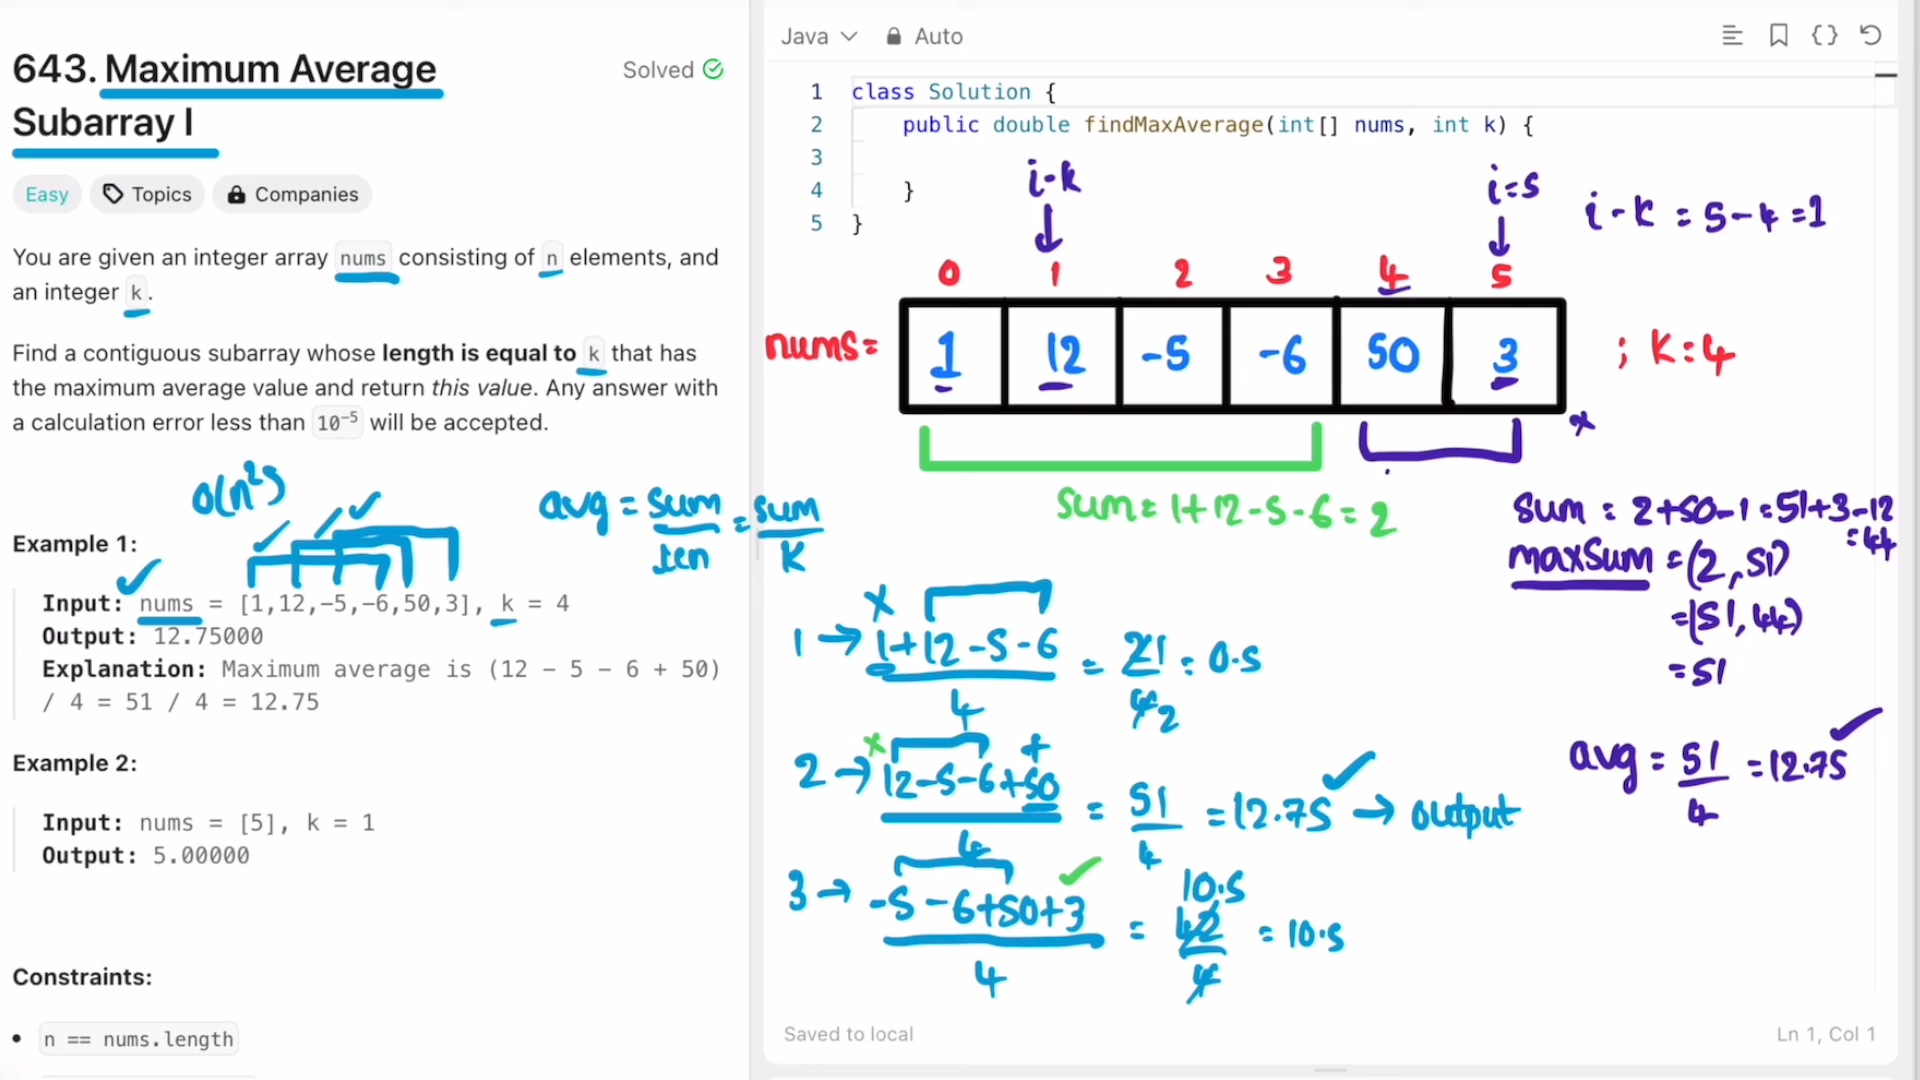 643. Maximum Average
Subarray I
Solved
Easy
Topics
Companies
You are given an integer array nums consisting of n elements, and
an integer k.
Find a contiguous subarray whose length is equal to k that has
the maximum average value and return this value. Any answer with
a calculation error less than 10⁻⁵ will be accepted.
O(n²)
avg = sum/len = sum/k
Example 1:
Input: nums = [1,12,-5,-6,50,3], k = 4
Output: 12.75000
Explanation: Maximum average is (12 - 5 - 6 + 50)
/ 4 = 51 / 4 = 12.75
Example 2:
Input: nums = [5], k = 1
Output: 5.00000
Constraints:
n == nums.length
Java
Auto
1 class Solution {
2 public double findMaxAverage(int[] nums, int k) {
3
4 }
5 }
i-k
i=5
i-k = 5-4=1
0 1 2 3 4 5
nums= 1 12 -5 -6 50 3 ; k=4
sum= 1+12-5-6=2
sum = 2+50-1=51+3-12
=44
maxSum =(2,51)
=(51,44)
=51
avg = 51/4 =12.75
x
1→ 1+12-5-6 / 4 = 21/42 = 0.5
x +
2→ 12-5-6+50 / 4 = 51/4 =12.75 → output
3→ -5-6+50+3 / 4 = 42/4 = 10.5
10.5
x
Saved to local
Ln 1, Col 1